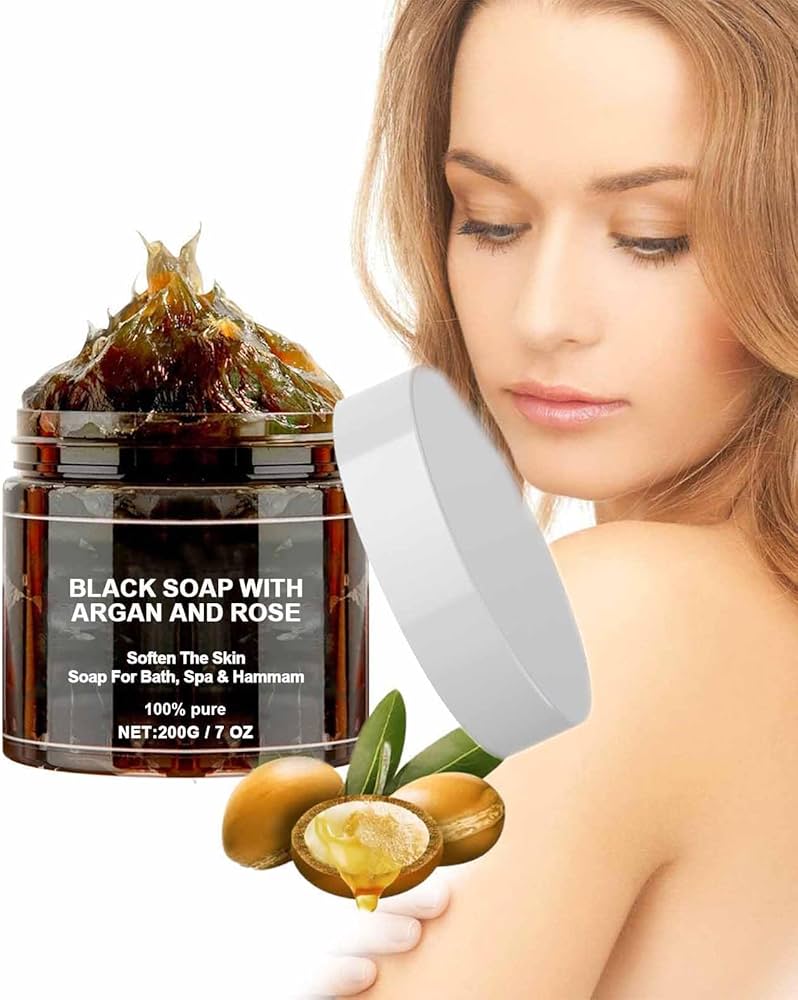 BLACK SOAP WITH
ARGAN AND ROSE
Soften The Skin
Soap For Bath, Spa & Hammam
100% pure
NET:200G / 7 OZ